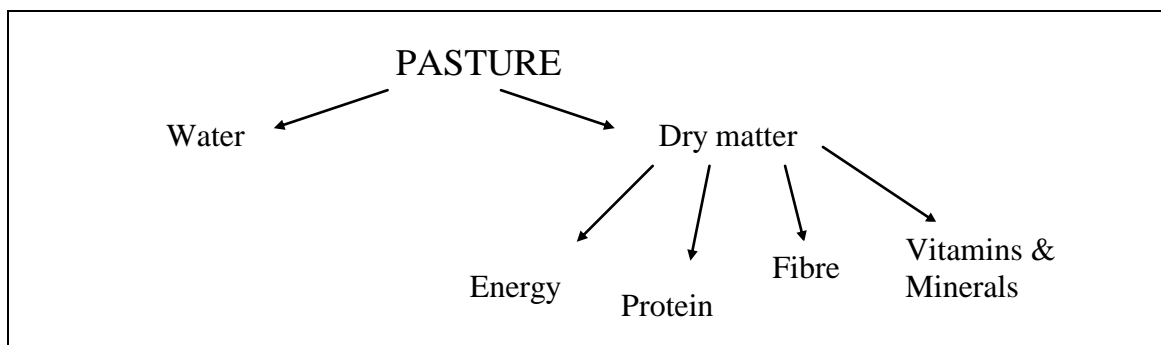 PASTURE
Water
Dry matter
Energy
Protein
Fibre
Vitamins &
Minerals